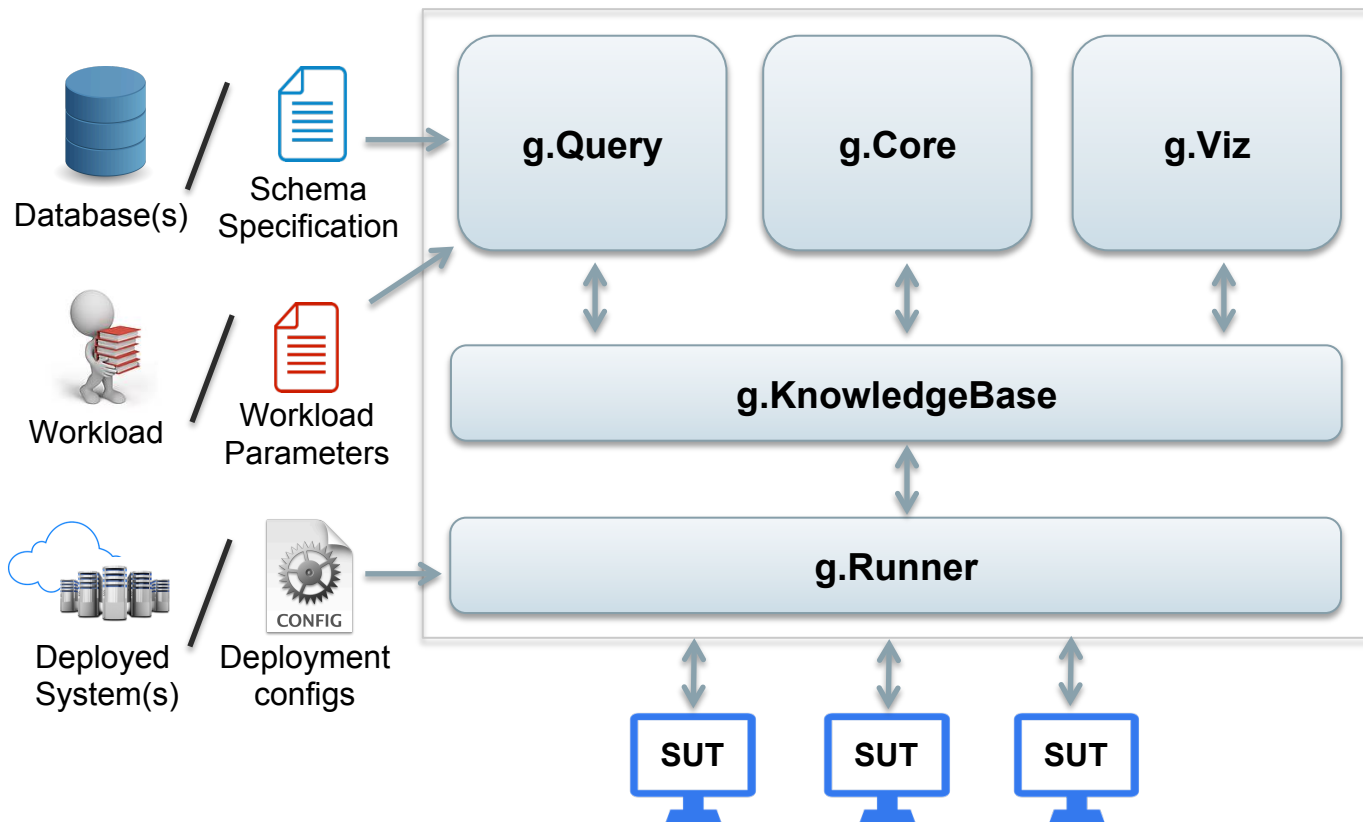 g.Query
g.Core
g.Viz
Database(s)
Schema
Specification
g.KnowledgeBase
Workload
Workload
Parameters
g.Runner
CONFIG
Deployed
System(s)
Deployment
configs
SUT
SUT
SUT